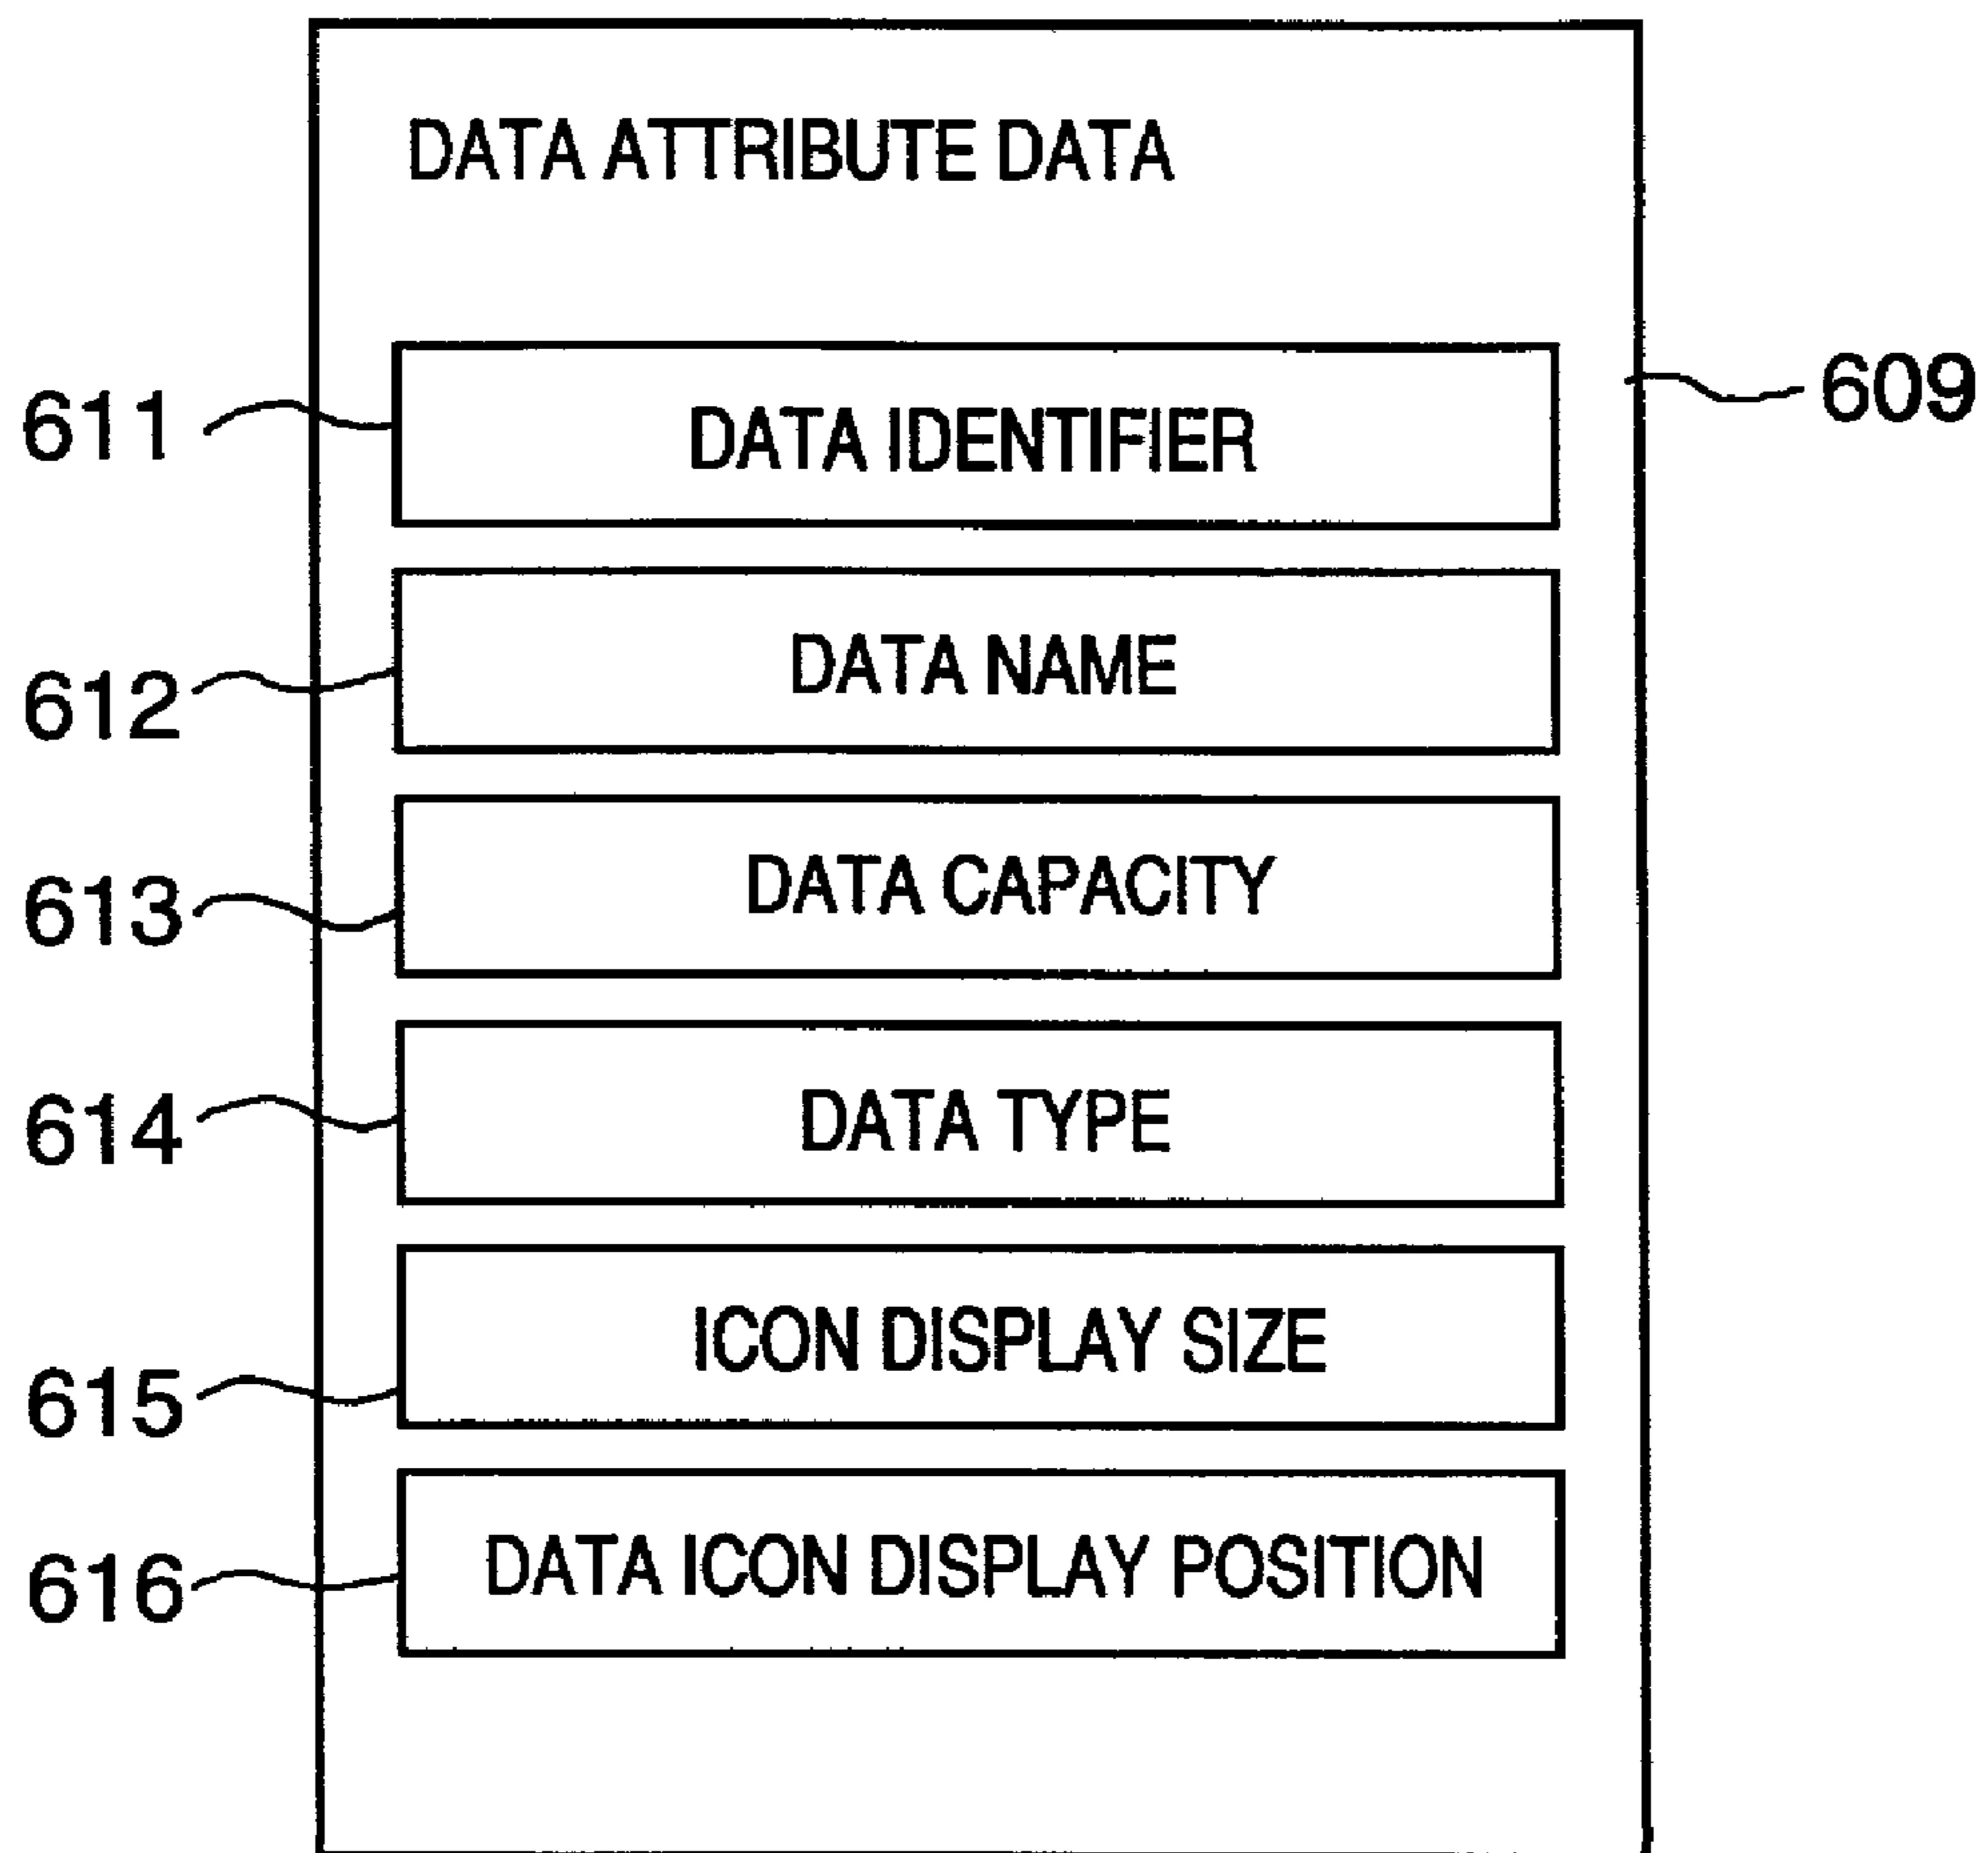 DATA ATTRIBUTE DATA
609
611
DATA IDENTIFIER
612
DATA NAME
613
DATA CAPACITY
614
DATA TYPE
615
ICON DISPLAY SIZE
616
DATA ICON DISPLAY POSITION